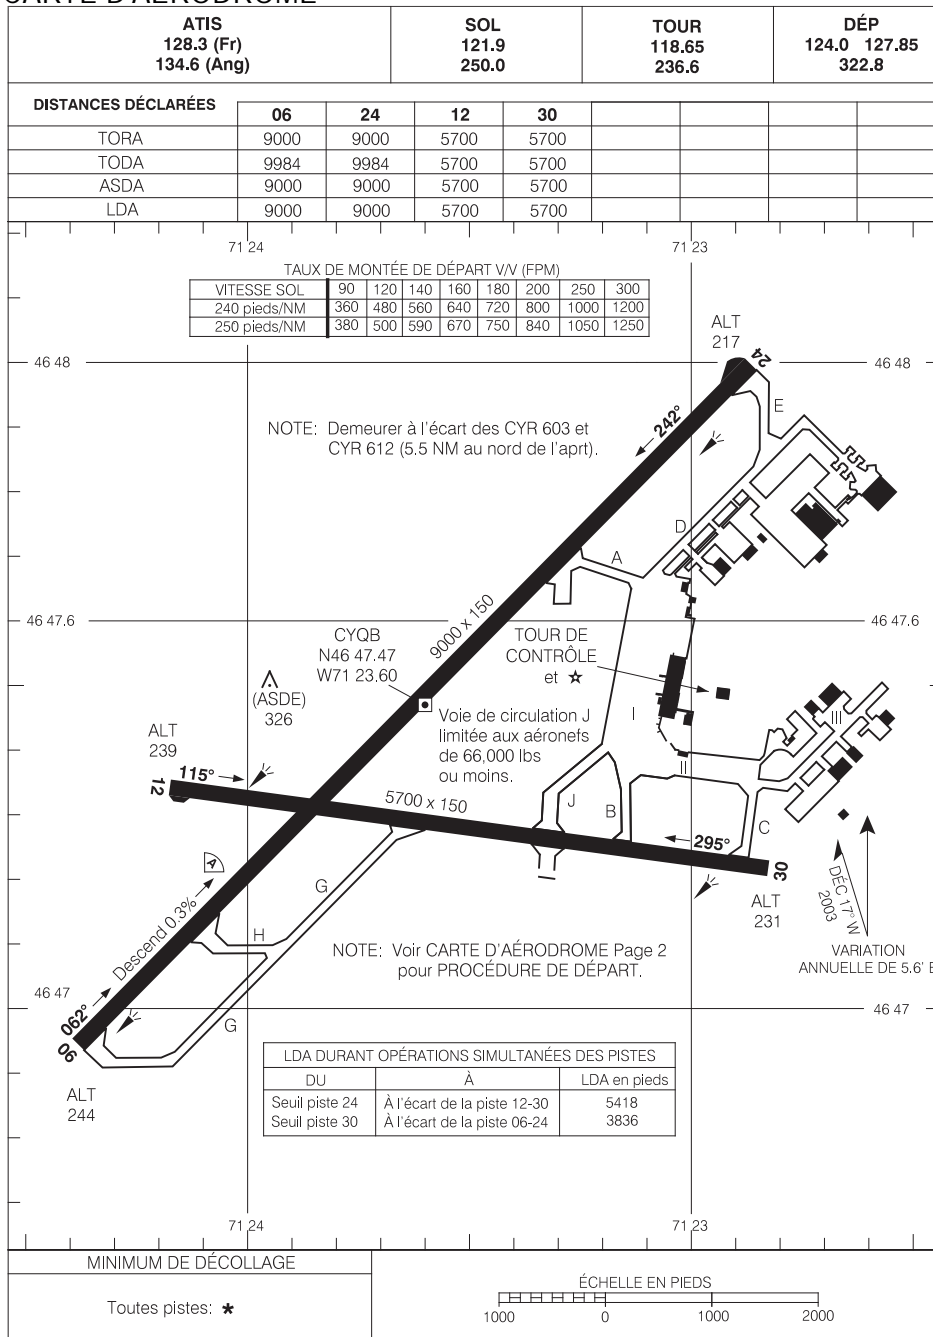 CARTE D'AÉRODROME
ATIS
128.3 (Fr)
134.6 (Ang)
SOL
121.9
250.0
TOUR
118.65
236.6
DÉP
124.0 127.85
322.8
DISTANCES DÉCLARÉES
06 24 12 30
TORA 9000 9000 5700 5700
TODA 9984 9984 5700 5700
ASDA 9000 9000 5700 5700
LDA 9000 9000 5700 5700
71 24
71 23
TAUX DE MONTÉE DE DÉPART V/V (FPM)
VITESSE SOL 90 120 140 160 180 200 250 300
240 pieds/NM 360 480 560 640 720 800 1000 1200
250 pieds/NM 380 500 590 670 750 840 1050 1250
ALT
217
46 48
46 48
24
E
NOTE: Demeurer à l'écart des CYR 603 et
CYR 612 (5.5 NM au nord de l'aprt).
242°
D
A
46 47.6
46 47.6
9000 x 150
CYQB
N46 47.47
W71 23.60
TOUR DE
CONTRÔLE
et ☆
(ASDE)
326
I
III
Voie de circulation J
limitée aux aéronefs
de 66,000 lbs
ou moins.
ALT
239
12
115°
II
5700 x 150
J
B
C
295°
30
ALT
231
A
G
H
Descend 0.3%
DÉC 17° W
2003
VARIATION
ANNUELLE DE 5.6' E
NOTE: Voir CARTE D'AÉRODROME Page 2
pour PROCÉDURE DE DÉPART.
46 47
46 47
062°
06
G
ALT
244
LDA DURANT OPÉRATIONS SIMULTANÉES DES PISTES
DU À LDA en pieds
Seuil piste 24 À l'écart de la piste 12-30 5418
Seuil piste 30 À l'écart de la piste 06-24 3836
71 24
71 23
MINIMUM DE DÉCOLLAGE
Toutes pistes: *
ÉCHELLE EN PIEDS
1000 0 1000 2000